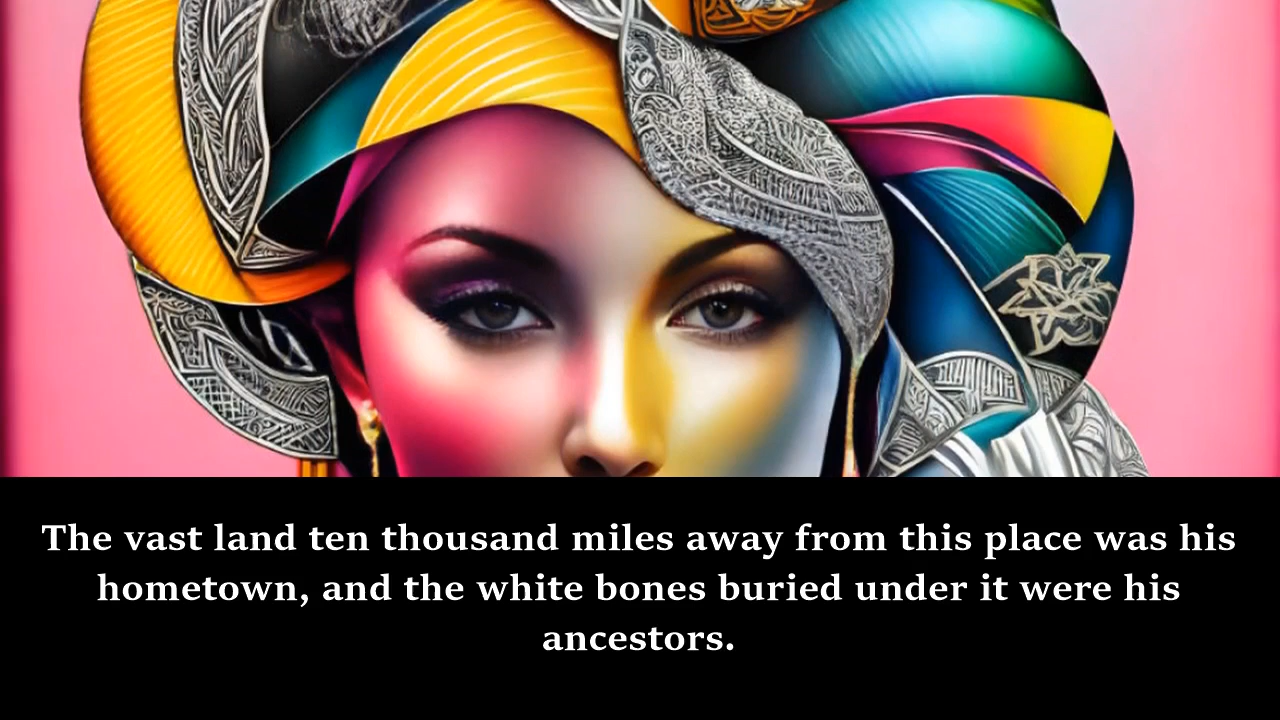 The vast land ten thousand miles away from this place was his
hometown, and the white bones buried under it were his
ancestors.